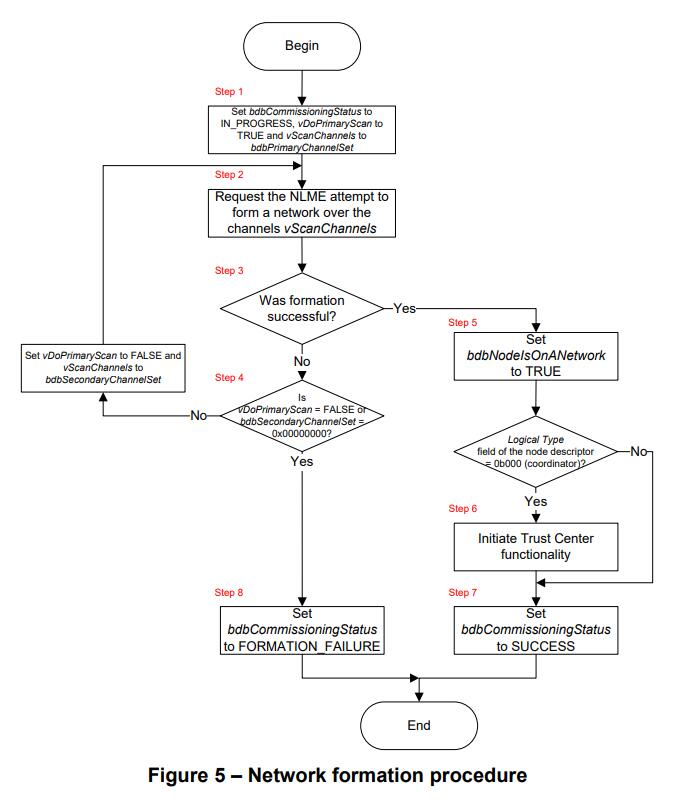 Begin
Step 1
Set bdbCommissioningStatus to
IN_PROGRESS, vDoPrimaryScan to
TRUE and vScanChannels to
bdbPrimaryChannelSet
Step 2
Request the NLME attempt to
form a network over the
channels vScanChannels
Step 3
Was formation
successful?
Yes
No
Step 4
Is
vDoPrimaryScan = FALSE or
bdbSecondaryChannelSet =
0x00000000?
No
Set vDoPrimaryScan to FALSE and
vScanChannels to
bdbSecondaryChannelSet
Yes
Step 5
Set
bdbNodeIsOnANetwork
to TRUE
Logical Type
field of the node descriptor
= 0b000 (coordinator)?
No
Yes
Step 6
Initiate Trust Center
functionality
Step 8
Set
bdbCommissioningStatus
to FORMATION_FAILURE
Step 7
Set
bdbCommissioningStatus
to SUCCESS
End
Figure 5 – Network formation procedure